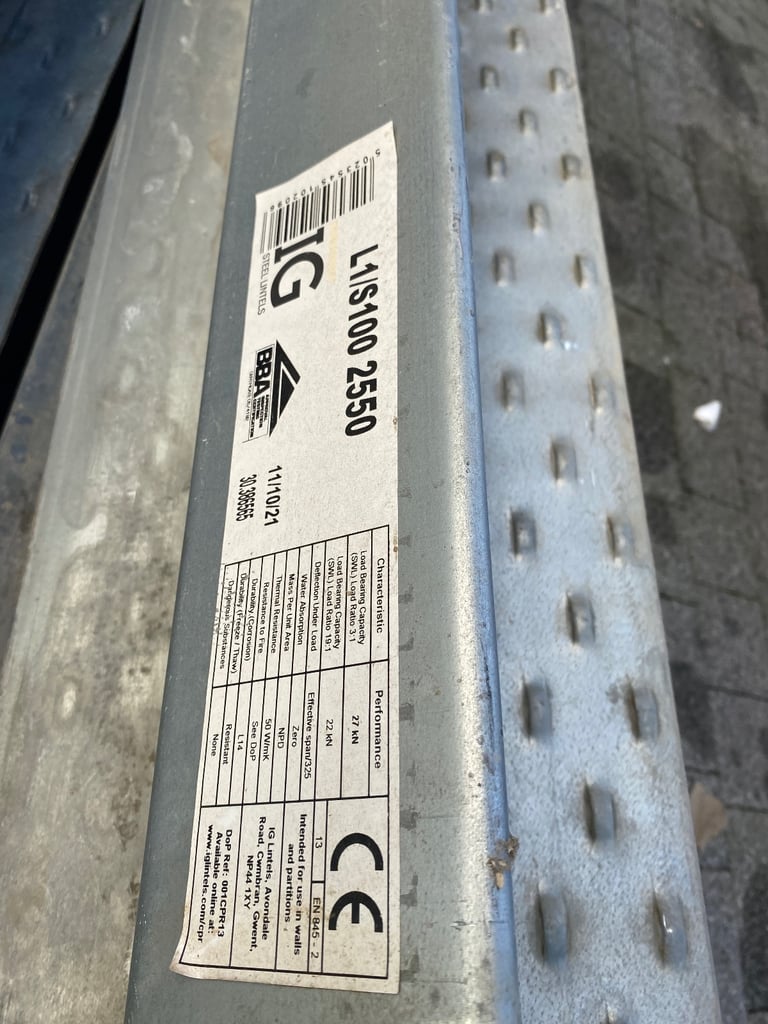 L1/S100 2550
5 023545 102098
IG
STEEL LINTELS
BBA
11/10/21
30.386565
Characteristic Performance
Load Bearing Capacity
(SWL) Load Ratio 3:1 27 kN
Load Bearing Capacity
(SWL) Load Ratio 19:1 22 kN
Deflection Under Load Effective span/325
Water Absorption Zero
Mass Per Unit Area NPD
Thermal Resistance 50 W/mK
Resistance to Fire See DoP
Durability (Corrosion) L14
Durability (Freeze / Thaw) Resistant
Dangerous Substances None
CE
13 EN 845 - 2
Intended for use in walls
and partitions
IG Lintels, Avondale
Road, Cwmbran, Gwent,
NP44 1XY
DoP Ref: 001CPR13
Available online at:
www.iglintels.com/cpr